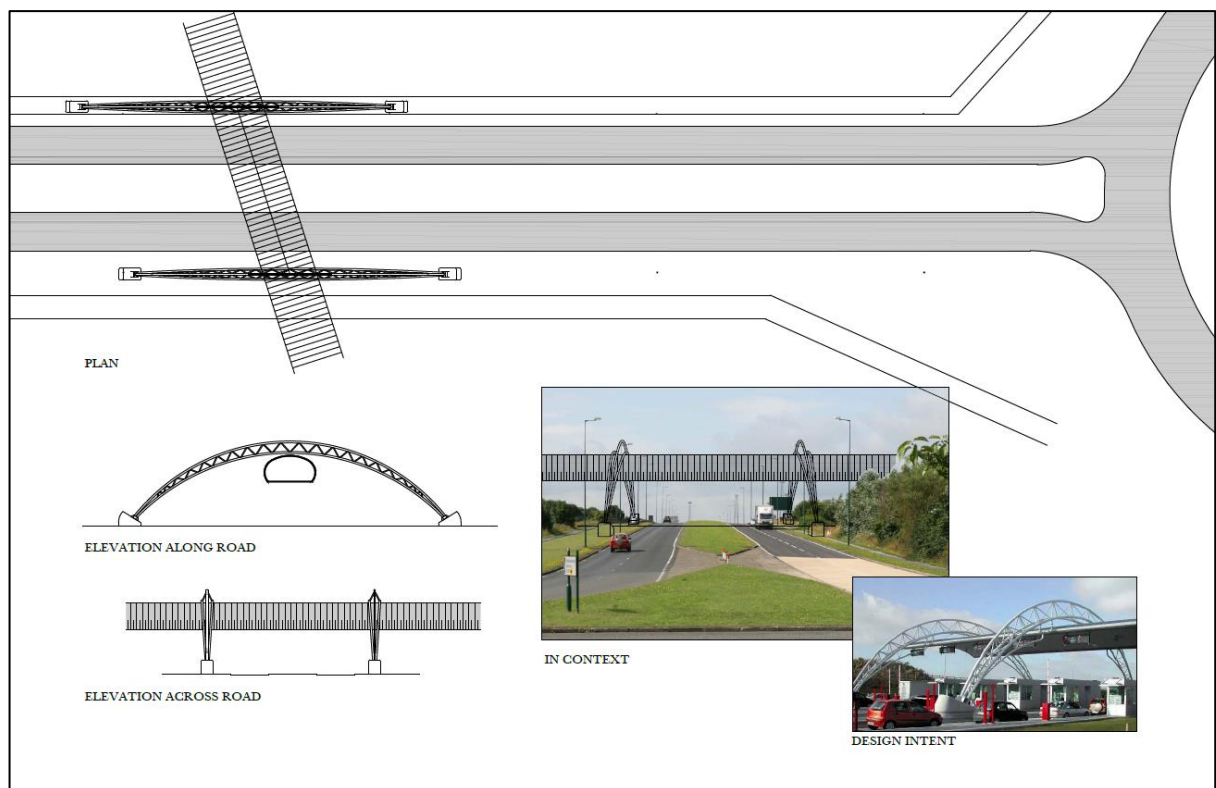 PLAN
ELEVATION ALONG ROAD
ELEVATION ACROSS ROAD
IN CONTEXT
DESIGN INTENT